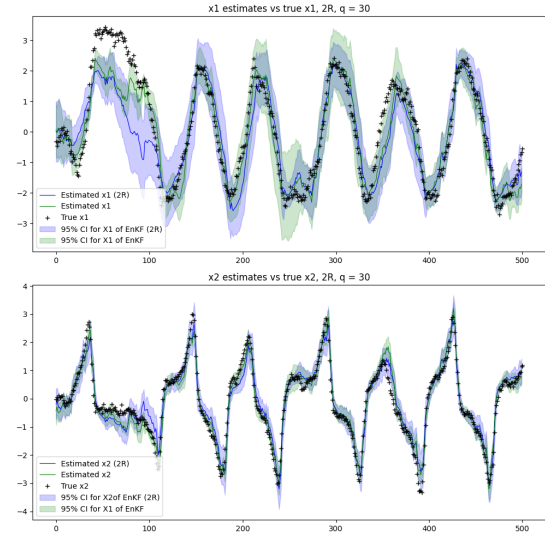 x1 estimates vs true x1, 2R, q = 30
3
2
1
0
−1
−2
−3
Estimated x1 (2R)
Estimated x1
True x1
95% CI for X1 of EnKF (2R)
95% CI for X1 of EnKF
0
100
200
300
400
500
x2 estimates vs true x2, 2R, q = 30
4
3
2
1
0
−1
−2
−3
−4
Estimated x2 (2R)
Estimated x2
True x2
95% CI for X2of EnKF (2R)
95% CI for X1 of EnKF
0
100
200
300
400
500